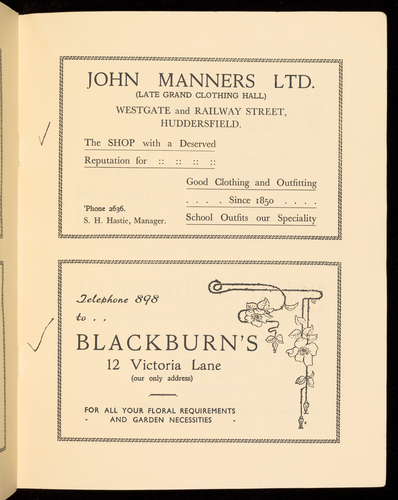 JOHN MANNERS LTD.
(LATE GRAND CLOTHING HALL)
WESTGATE and RAILWAY STREET,
HUDDERSFIELD.
The SHOP with a Deserved
Reputation for :: :: :: ::
Good Clothing and Outfitting
. . . . Since 1850 . . . .
'Phone 2636.
S. H. Hastie, Manager.
School Outfits our Speciality
Telephone 898
to . .
BLACKBURN'S
12 Victoria Lane
(our only address)
FOR ALL YOUR FLORAL REQUIREMENTS
- AND GARDEN NECESSITIES -